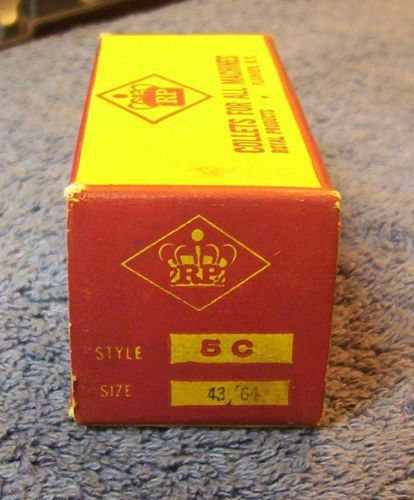 RP
COLLETS FOR ALL MACHINES
ROYAL PRODUCTS
RP
STYLE 5C
SIZE 43/64